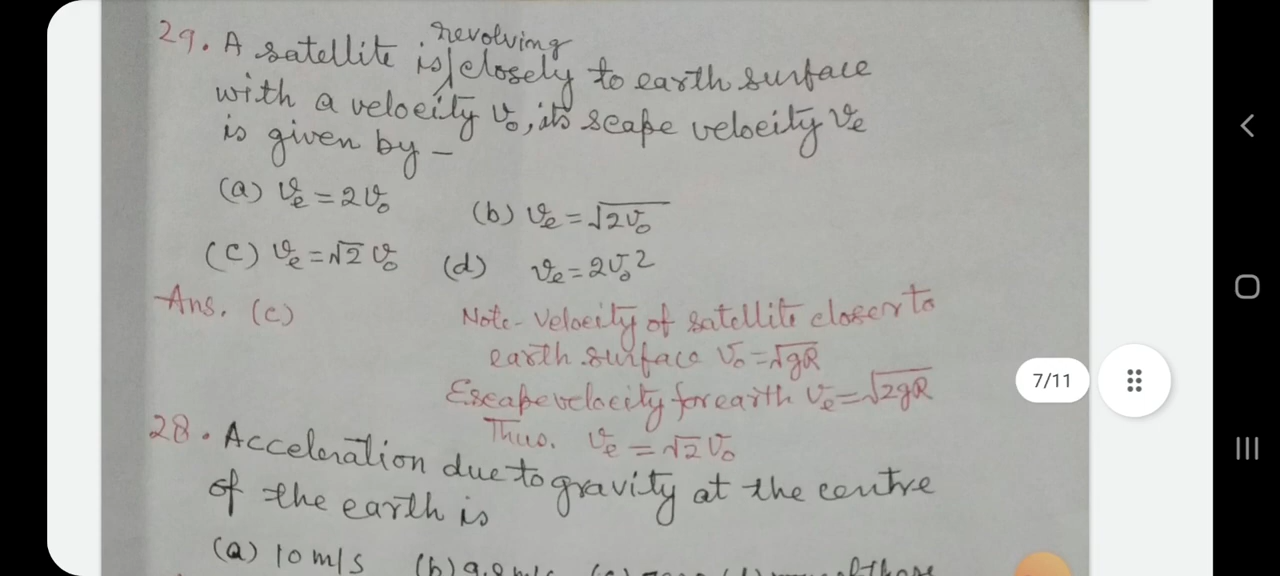 29. A satellite is revolving closely to earth surface
with a velocity v₀, its scape velocity Ve
is given by -
(a) Ve = 2v₀ (b) Ve = √2v₀
(c) Ve = √2 v₀ (d) Ve = 2v₀²
Ans. (c)
Note - Velocity of satellite closer to
earth surface V₀ = √gR
Escape velocity for earth Ve = √2gR
Thus. Ve = √2 V₀
28. Acceleration due to gravity at the centre
of the earth is
(a) 10 m/s (b) 9.8 m/s (c) zero (d)
7/11